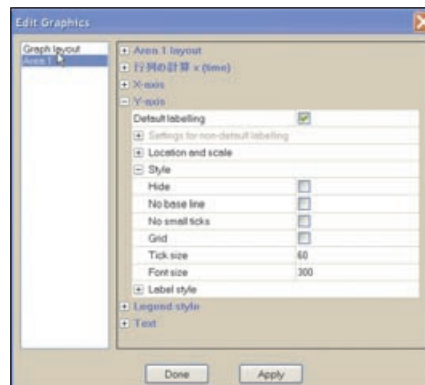 Edit Graphics
Graph layout
Area 1
Area 1 layout
行列の計算 x (time)
X-axis
Y-axis
Default labelling
Settings for non-default labelling
Location and scale
Style
Hide
No base line
No small ticks
Grid
Tick size 60
Font size 300
Label style
Legend style
Text
Done Apply